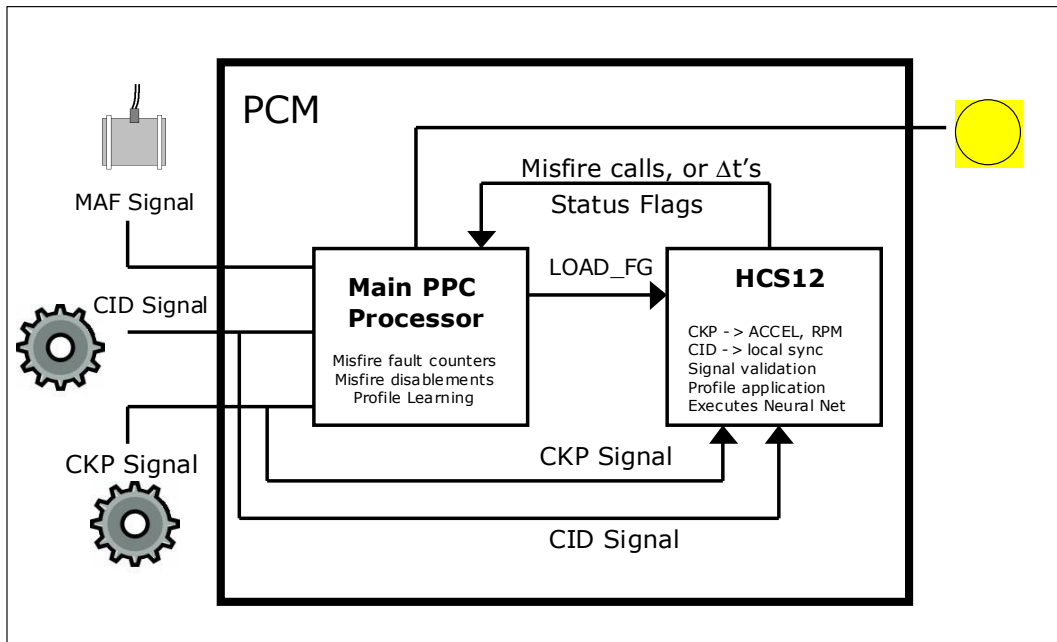 PCM
MAF Signal
CID Signal
CKP Signal
Misfire calls, or Δt's
Status Flags
Main PPC
Processor
Misfire fault counters
Misfire disablements
Profile Learning
LOAD_FG
HCS12
CKP -> ACCEL, RPM
CID -> local sync
Signal validation
Profile application
Executes Neural Net
CKP Signal
CID Signal